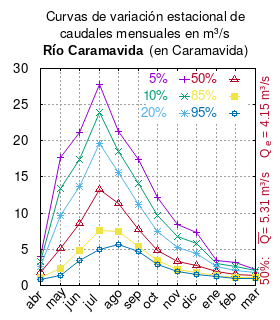 Curvas de variación estacional de
caudales mensuales en m³/s
Río Caramavida (en Caramavida)
5% 50%
10% 85%
20% 95%
30
25
20
15
10
5
0
abr may jun jul ago sep oct nov dic ene feb mar
50%: Q= 5.31 m³/s Q e = 4.15 m³/s